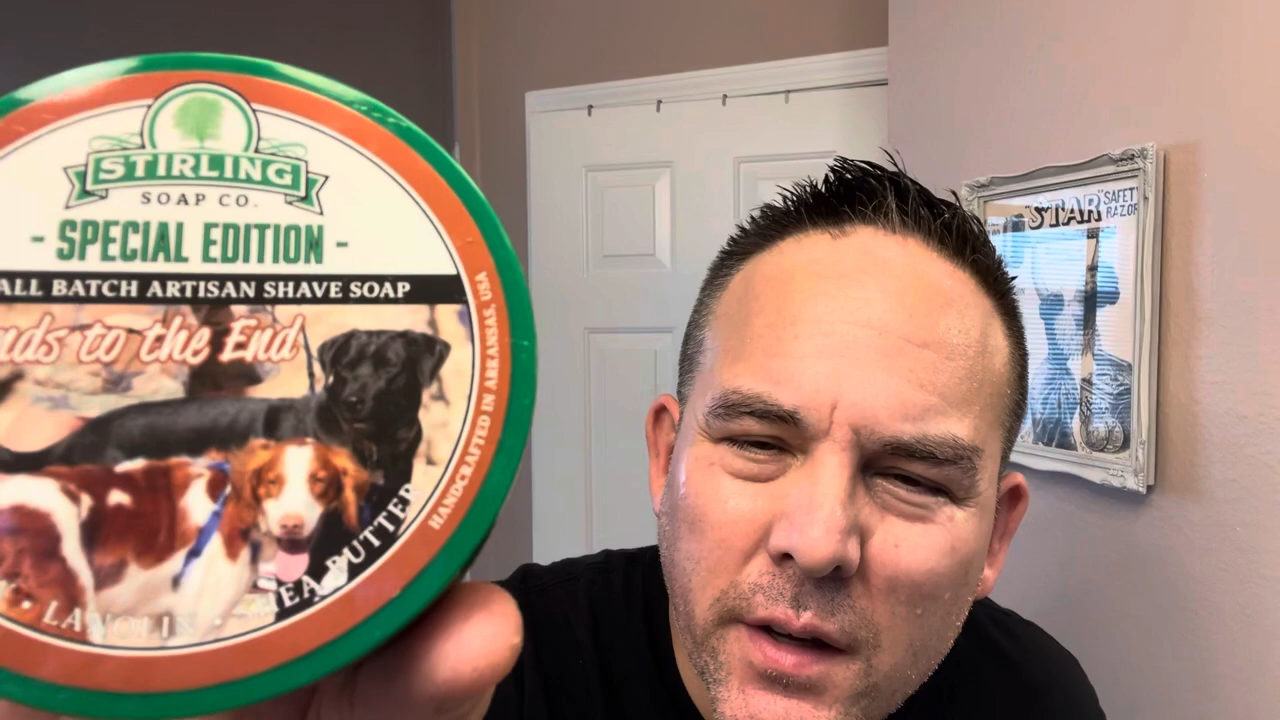 STIRLING
SOAP CO.
- SPECIAL EDITION -
ALL BATCH ARTISAN SHAVE SOAP
nds to the End
HANDCRAFTED IN ARKANSAS, USA
LANOLIN • SHEA BUTTER
"STAR" SAFETY
RAZOR